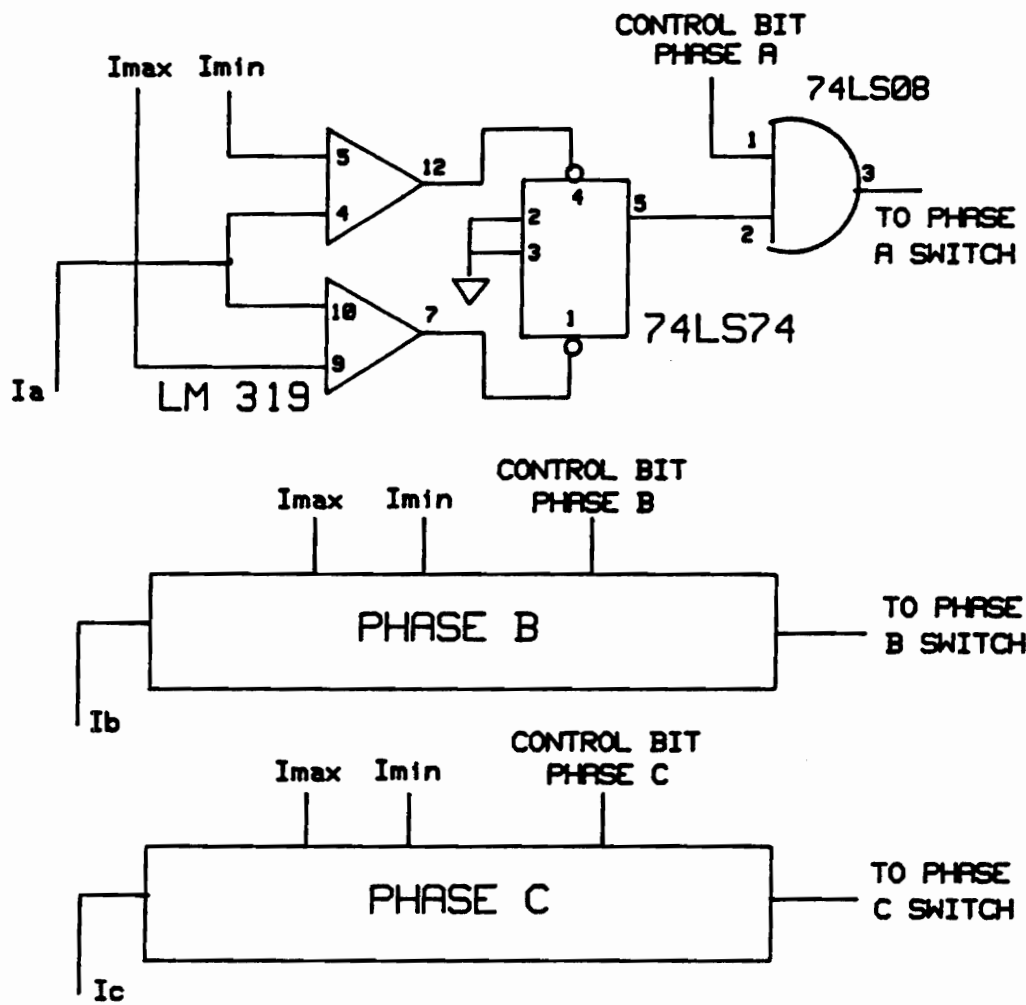 CONTROL BIT
PHASE A
Imax Imin
74LS08
5
12
1
3
4
4
2
5
2
3
TO PHASE
A SWITCH
10
7
1
9
74LS74
Ia
LM 319
CONTROL BIT
PHASE B
Imax Imin
PHASE B
TO PHASE
B SWITCH
Ib
CONTROL BIT
PHASE C
Imax Imin
PHASE C
TO PHASE
C SWITCH
Ic